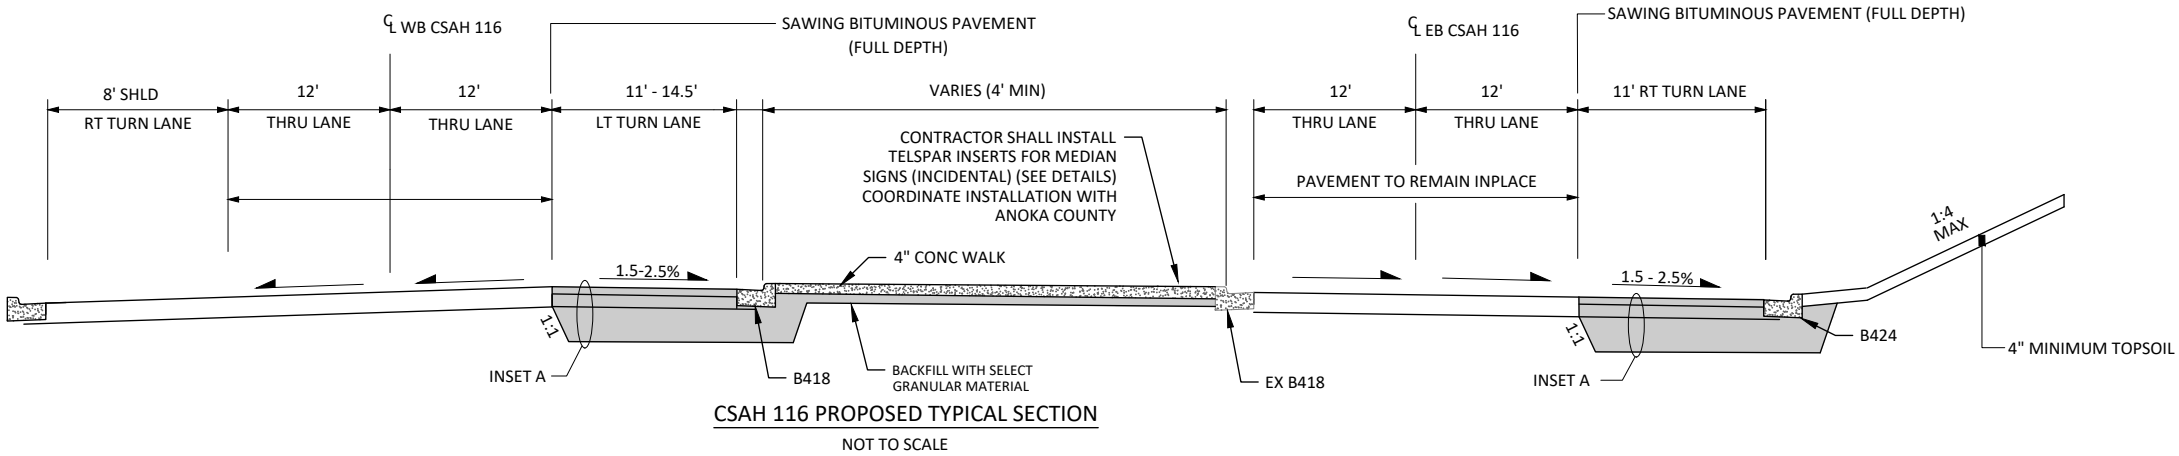 ℄ WB CSAH 116
SAWING BITUMINOUS PAVEMENT
(FULL DEPTH)
℄ EB CSAH 116
SAWING BITUMINOUS PAVEMENT (FULL DEPTH)
8' SHLD
RT TURN LANE
12'
THRU LANE
12'
THRU LANE
11' - 14.5'
LT TURN LANE
VARIES (4' MIN)
12'
THRU LANE
12'
THRU LANE
11' RT TURN LANE
CONTRACTOR SHALL INSTALL
TELSPAR INSERTS FOR MEDIAN
SIGNS (INCIDENTAL) (SEE DETAILS)
COORDINATE INSTALLATION WITH
ANOKA COUNTY
PAVEMENT TO REMAIN INPLACE
1:4
MAX
4" CONC WALK
1.5-2.5%
1.5 - 2.5%
1:1
1:1
B424
4" MINIMUM TOPSOIL
INSET A
B418
BACKFILL WITH SELECT
GRANULAR MATERIAL
EX B418
INSET A
CSAH 116 PROPOSED TYPICAL SECTION
NOT TO SCALE